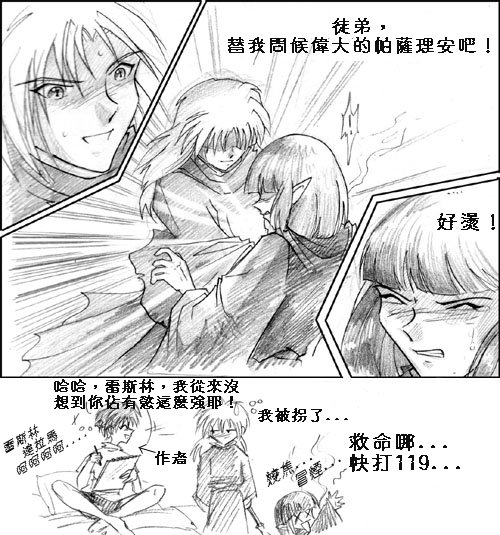 徒弟，
替我問候偉大的帕薩理安吧！
好燙！
哈哈，雷斯林，我從來沒
想到你佔有慾這麼強耶！
我被拐了...
雷斯林
達拉馬
呵呵呵呵....
作者
救命哪...
快打119...
燒焦...
冒煙...